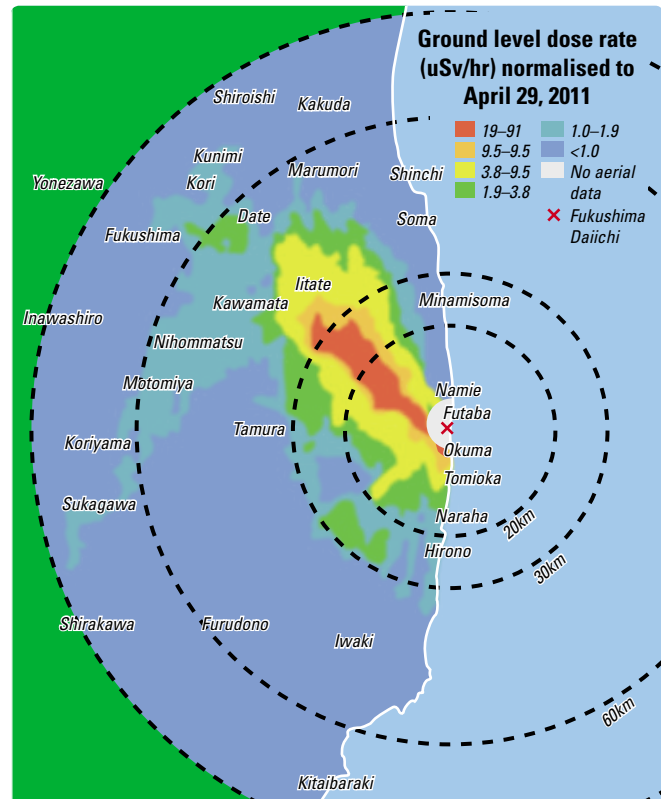 Ground level dose rate
(uSv/hr) normalised to
April 29, 2011
19–91
9.5–9.5
3.8–9.5
1.9–3.8
1.0–1.9
<1.0
No aerial
data
Fukushima
Daiichi
Shiroishi
Kakuda
Kunimi
Kori
Marumori
Shinchi
Yonezawa
Date
Soma
Fukushima
Iitate
Kawamata
Minamisoma
Inawashiro
Nihommatsu
Motomiya
Namie
Futaba
Tamura
Koriyama
Okuma
Tomioka
Sukagawa
Naraha
20km
Hirono
30km
Shirakawa
Furudono
Iwaki
60km
Kitaibaraki